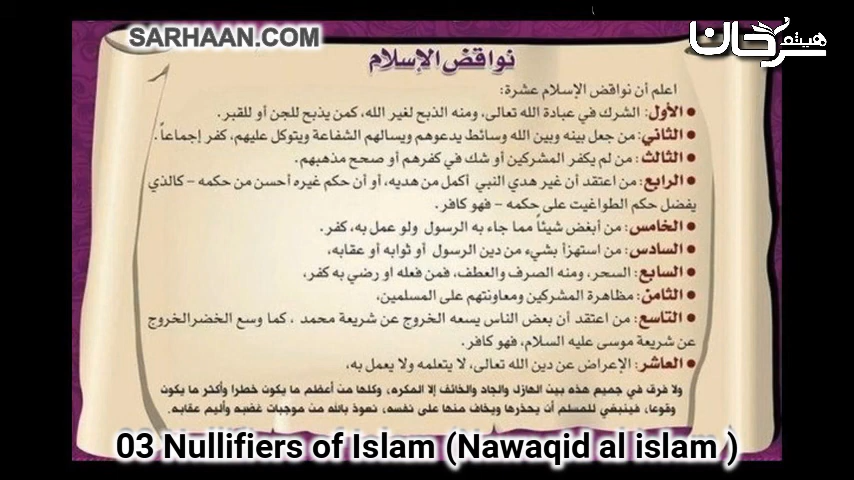 SARHAAN.COM
هيثم سرحان
نواقض الإسلام
اعلم أن نواقض الإسلام عشرة:
● الأول: الشرك في عبادة الله تعالى، ومنه الذبح لغير الله، كمن يذبح للجن أو للقبر.
● الثاني: من جعل بينه وبين الله وسائط يدعوهم ويسالهم الشفاعة ويتوكل عليهم، كفر إجماعاً.
● الثالث: من لم يكفر المشركين أو شك في كفرهم أو صحح مذهبهم.
● الرابع: من اعتقد أن غير هدي النبي أكمل من هديه، أو أن حكم غيره أحسن من حكمه – كالذي
يفضل حكم الطواغيت على حكمه – فهو كافر.
● الخامس: من أبغض شيئاً مما جاء به الرسول ولو عمل به، كفر.
● السادس: من استهزأ بشيء من دين الرسول أو ثوابه أو عقابه،
● السابع: السحر، ومنه الصرف والعطف، فمن فعله او رضي به كفر،
● الثامن: مظاهرة المشركين ومعاونتهم على المسلمين،
● التاسع: من اعتقد أن بعض الناس يسعه الخروج عن شريعة محمد ، كما وسع الخضرالخروج
عن شريعة موسى عليه السلام، فهو كافر.
● العاشر: الإعراض عن دين الله تعالى، لا يتعلمه ولا يعمل به،
ولا فرق في جميع هذه بين الهازل والجاد والخائف إلا المكره، وكلها من أعظم ما يكون خطرا وأكثر ما يكون
وقوعا، فينبغي للمسلم أن يحذرها ويخاف منها على نفسه، نعوذ بالله من موجبات غضبه وأليم عقابه.
03 Nullifiers of Islam (Nawaqid al islam )